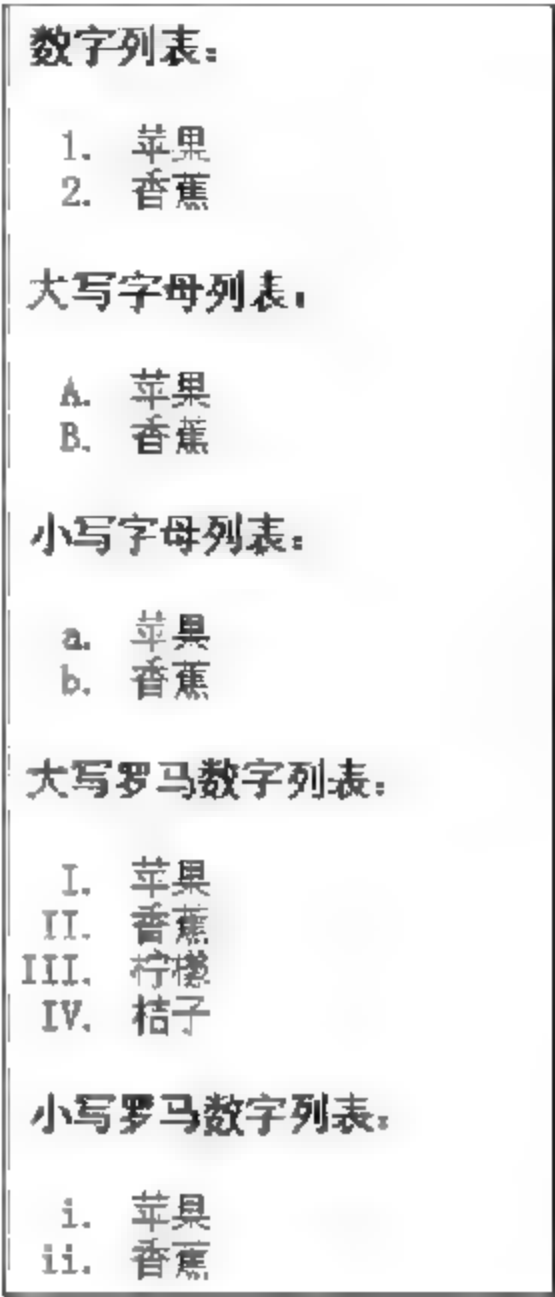 数字列表：
1. 苹果
2. 香蕉
大写字母列表：
A. 苹果
B. 香蕉
小写字母列表：
a. 苹果
b. 香蕉
大写罗马数字列表：
I. 苹果
II. 香蕉
III. 柠檬
IV. 桔子
小写罗马数字列表：
i. 苹果
ii. 香蕉